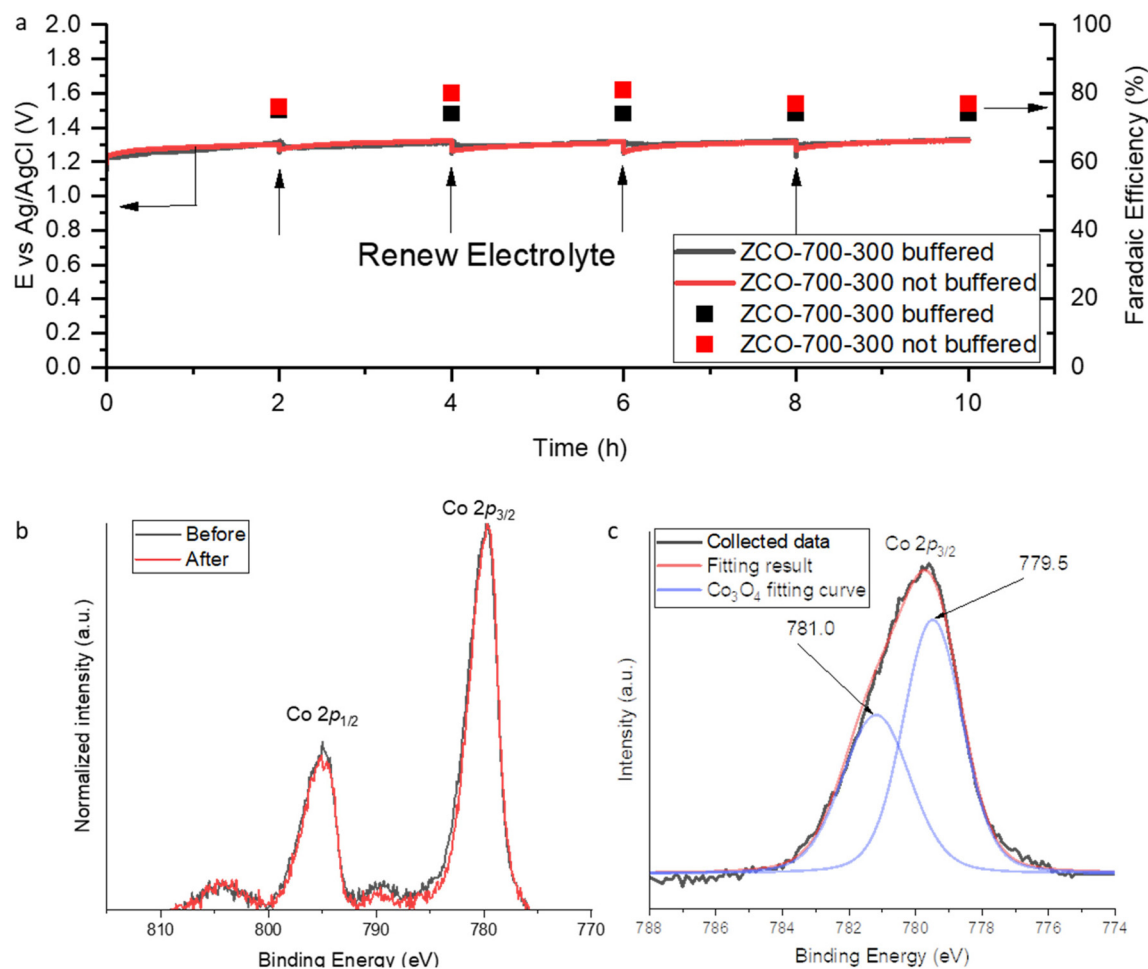 a
2.0
1.8
1.6
1.4
1.2
1.0
0.8
0.6
0.4
0.2
0.0
E vs Ag/AgCl (V)
100
80
60
40
20
0
Faradaic Efficiency (%)
Renew Electrolyte
ZCO-700-300 buffered
ZCO-700-300 not buffered
ZCO-700-300 buffered
ZCO-700-300 not buffered
0 2 4 6 8 10
Time (h)
b
Before
After
Co 2p3/2
Co 2p1/2
Normalized intensity (a.u.)
810 800 790 780 770
Binding Energy (eV)
c
Collected data
Fitting result
Co3O4 fitting curve
Co 2p3/2
779.5
781.0
Intensity (a.u.)
788 786 784 782 780 778 776 774
Binding Energy (eV)